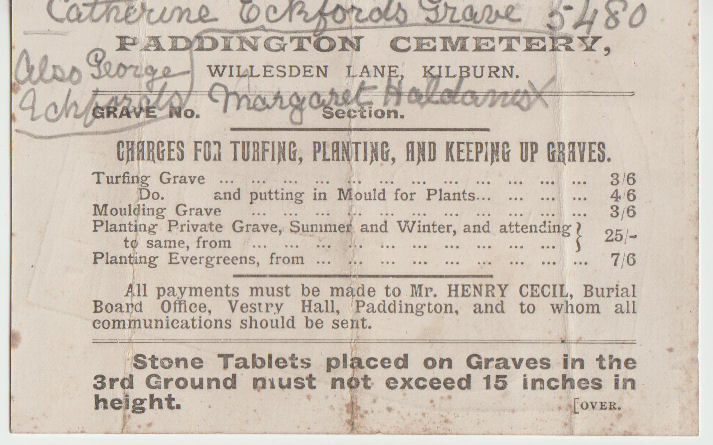 Catherine Eckfords Grave 5480
PADDINGTON CEMETERY,
Also George
WILLESDEN LANE, KILBURN.
Eckfords Margaret Haldanes X
GRAVE No. Section.
CHARGES FOR TURFING, PLANTING, AND KEEPING UP GRAVES.
Turfing Grave ... ... ... ... ... ... ... ... ... ... ... 3/6
Do. and putting in Mould for Plants... ... ... ... 4/6
Moulding Grave ... ... ... ... ... ... ... ... ... ... 3/6
Planting Private Grave, Summer and Winter, and attending
to same, from ... ... ... ... ... ... ... ... ... ... } 25/-
Planting Evergreens, from ... ... ... ... ... ... ... ... 7/6
All payments must be made to Mr. HENRY CECIL, Burial
Board Office, Vestry Hall, Paddington, and to whom all
communications should be sent.
Stone Tablets placed on Graves in the
3rd Ground must not exceed 15 inches in
height.
[OVER.